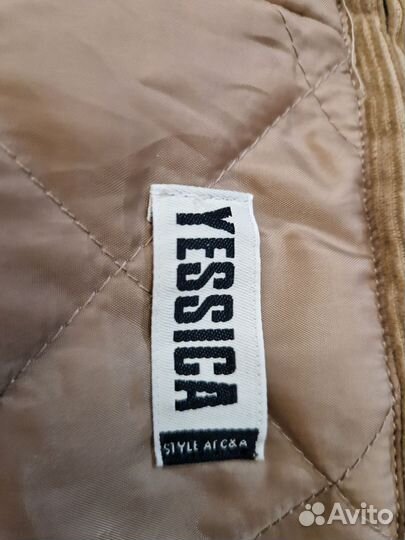 YESSICA
STYLE AT C&A
Avito